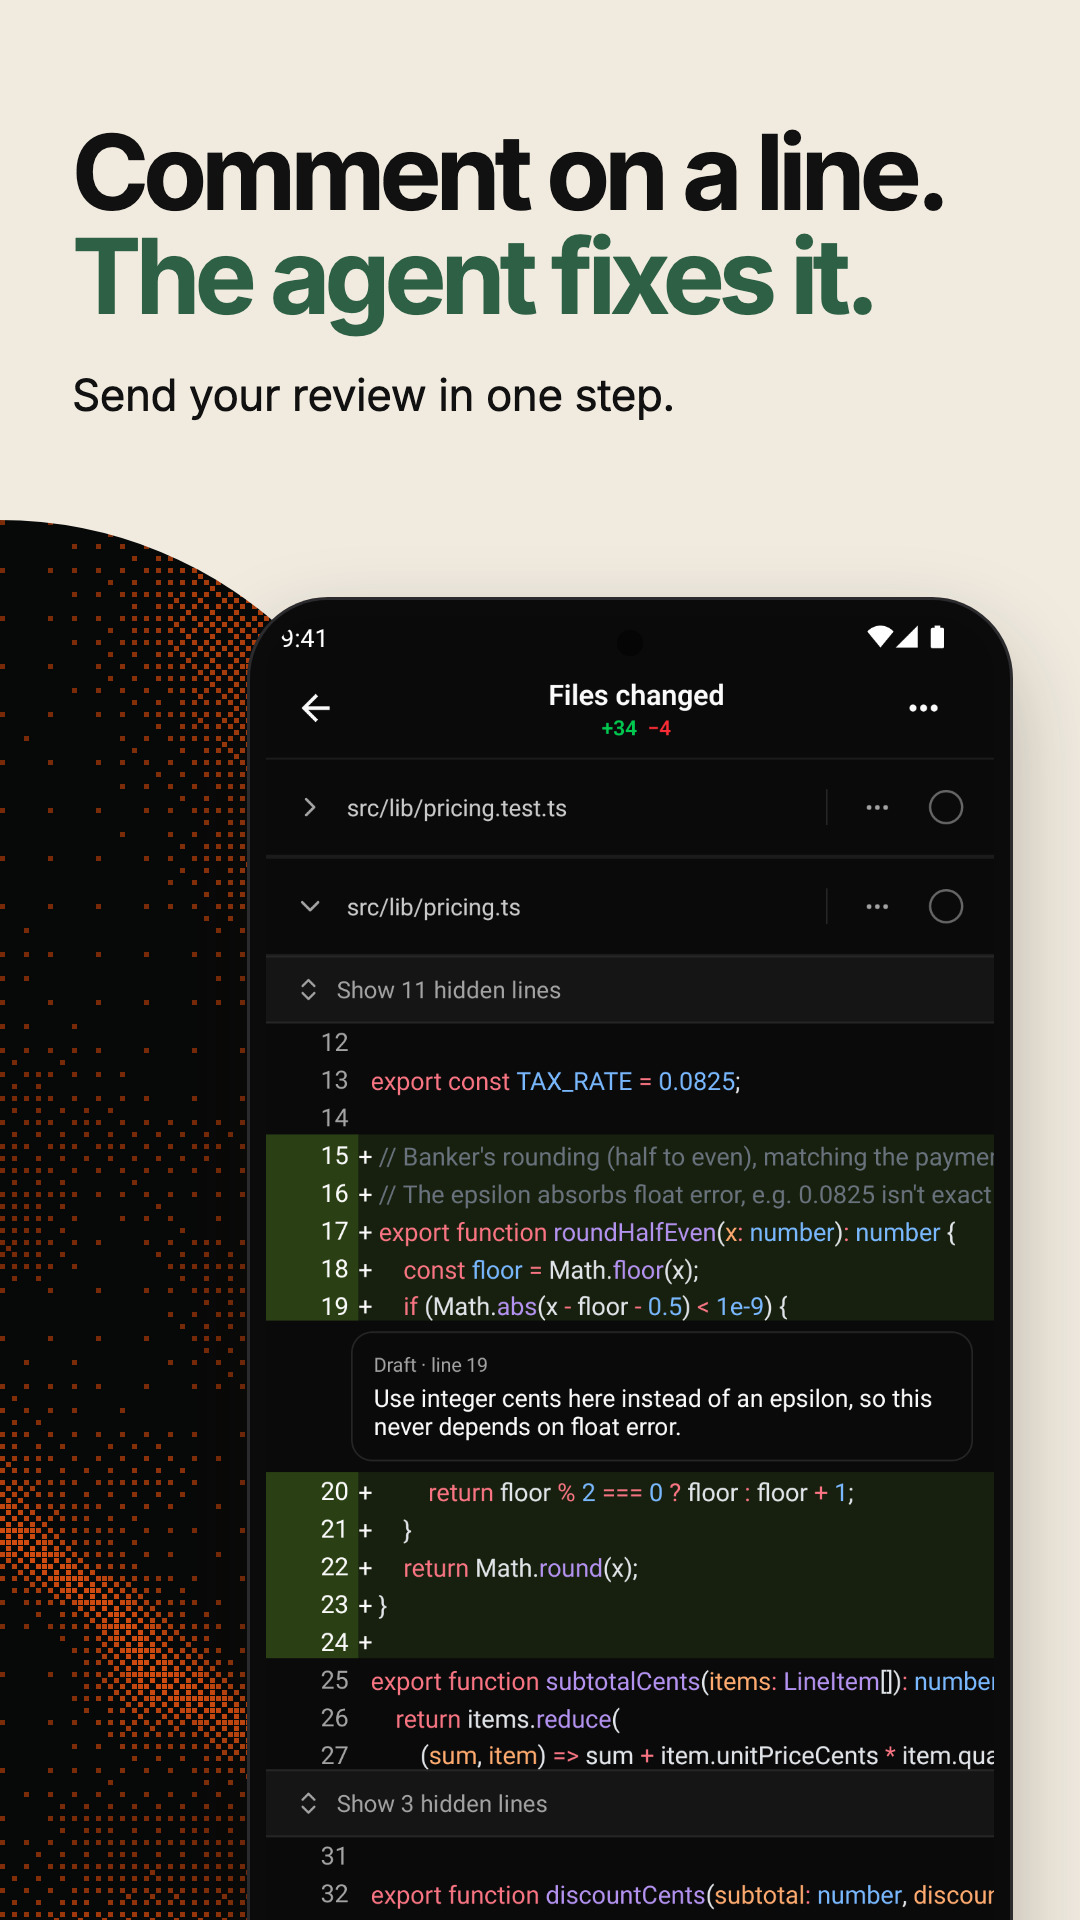 Comment on a line.
The agent fixes it.
Send your review in one step.
9:41
Files changed
+34 −4
src/lib/pricing.test.ts
src/lib/pricing.ts
Show 11 hidden lines
12
13 export const TAX_RATE = 0.0825;
14
15 + // Banker's rounding (half to even), matching the paymen
16 + // The epsilon absorbs float error, e.g. 0.0825 isn't exact
17 + export function roundHalfEven(x: number): number {
18 + const floor = Math.floor(x);
19 + if (Math.abs(x - floor - 0.5) < 1e-9) {
Draft · line 19
Use integer cents here instead of an epsilon, so this
never depends on float error.
20 + return floor % 2 === 0 ? floor : floor + 1;
21 + }
22 + return Math.round(x);
23 + }
24 +
25 export function subtotalCents(items: LineItem[]): number
26 return items.reduce(
27 (sum, item) => sum + item.unitPriceCents * item.qua
Show 3 hidden lines
31
32 export function discountCents(subtotal: number, discoun